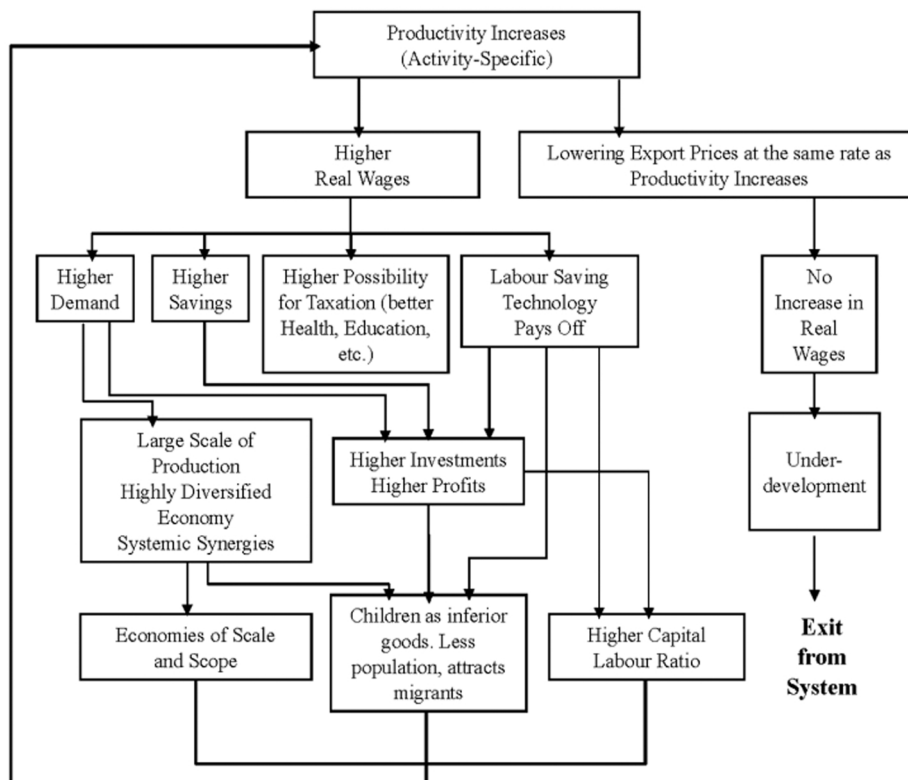 Productivity Increases
(Activity-Specific)
Higher
Real Wages
Lowering Export Prices at the same rate as
Productivity Increases
Higher
Demand
Higher
Savings
Higher Possibility
for Taxation (better
Health, Education,
etc.)
Labour Saving
Technology
Pays Off
No
Increase in
Real
Wages
Large Scale of
Production
Highly Diversified
Economy
Systemic Synergies
Higher Investments
Higher Profits
Under-
development
Economies of Scale
and Scope
Children as inferior
goods. Less
population, attracts
migrants
Higher Capital
Labour Ratio
Exit
from
System